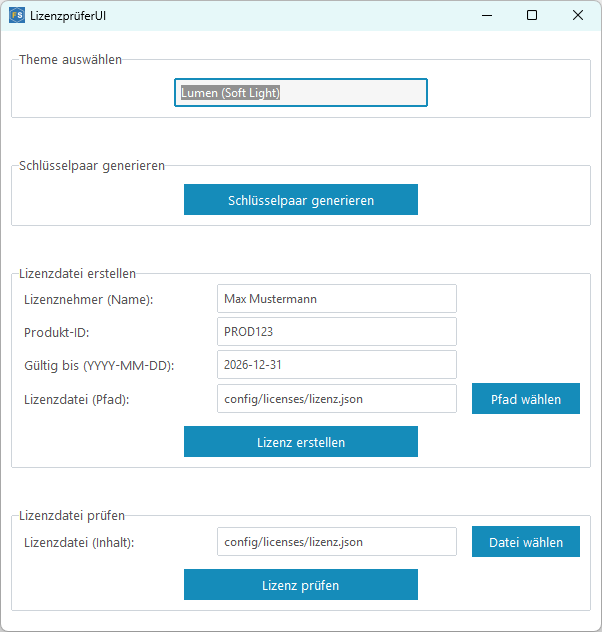 FS LizenzprüferUI
Theme auswählen
Lumen (Soft Light)
Schlüsselpaar generieren
Schlüsselpaar generieren
Lizenzdatei erstellen
Lizenznehmer (Name): Max Mustermann
Produkt-ID: PROD123
Gültig bis (YYYY-MM-DD): 2026-12-31
Lizenzdatei (Pfad): config/licenses/lizenz.json Pfad wählen
Lizenz erstellen
Lizenzdatei prüfen
Lizenzdatei (Inhalt): config/licenses/lizenz.json Datei wählen
Lizenz prüfen